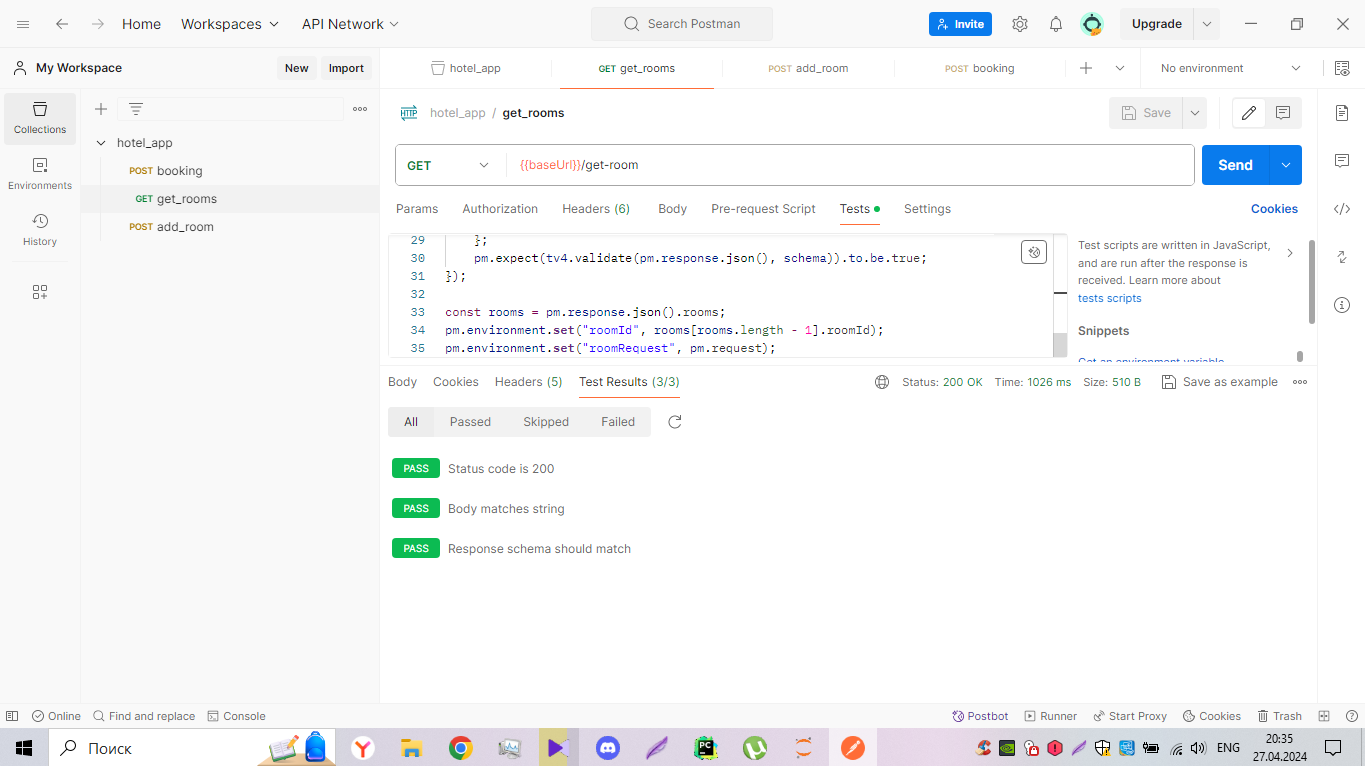 Home Workspaces API Network Search Postman Invite Upgrade
My Workspace New Import hotel_app GET get_rooms POST add_room POST booking No environment
Collections
Environments
History
hotel_app
POST booking
GET get_rooms
POST add_room
HTTP hotel_app / get_rooms Save
GET {{baseUrl}}/get-room Send
Params Authorization Headers (6) Body Pre-request Script Tests Settings Cookies
29 };
30 pm.expect(tv4.validate(pm.response.json(), schema)).to.be.true;
31 });
32
33 const rooms = pm.response.json().rooms;
34 pm.environment.set("roomId", rooms[rooms.length - 1].roomId);
35 pm.environment.set("roomRequest", pm.request);
Test scripts are written in JavaScript,
and are run after the response is
received. Learn more about
tests scripts
Snippets
Get an environment variable
Body Cookies Headers (5) Test Results (3/3) Status: 200 OK Time: 1026 ms Size: 510 B Save as example
All Passed Skipped Failed
PASS Status code is 200
PASS Body matches string
PASS Response schema should match
Online Find and replace Console Postbot Runner Start Proxy Cookies Trash
Поиск ENG 20:35
27.04.2024